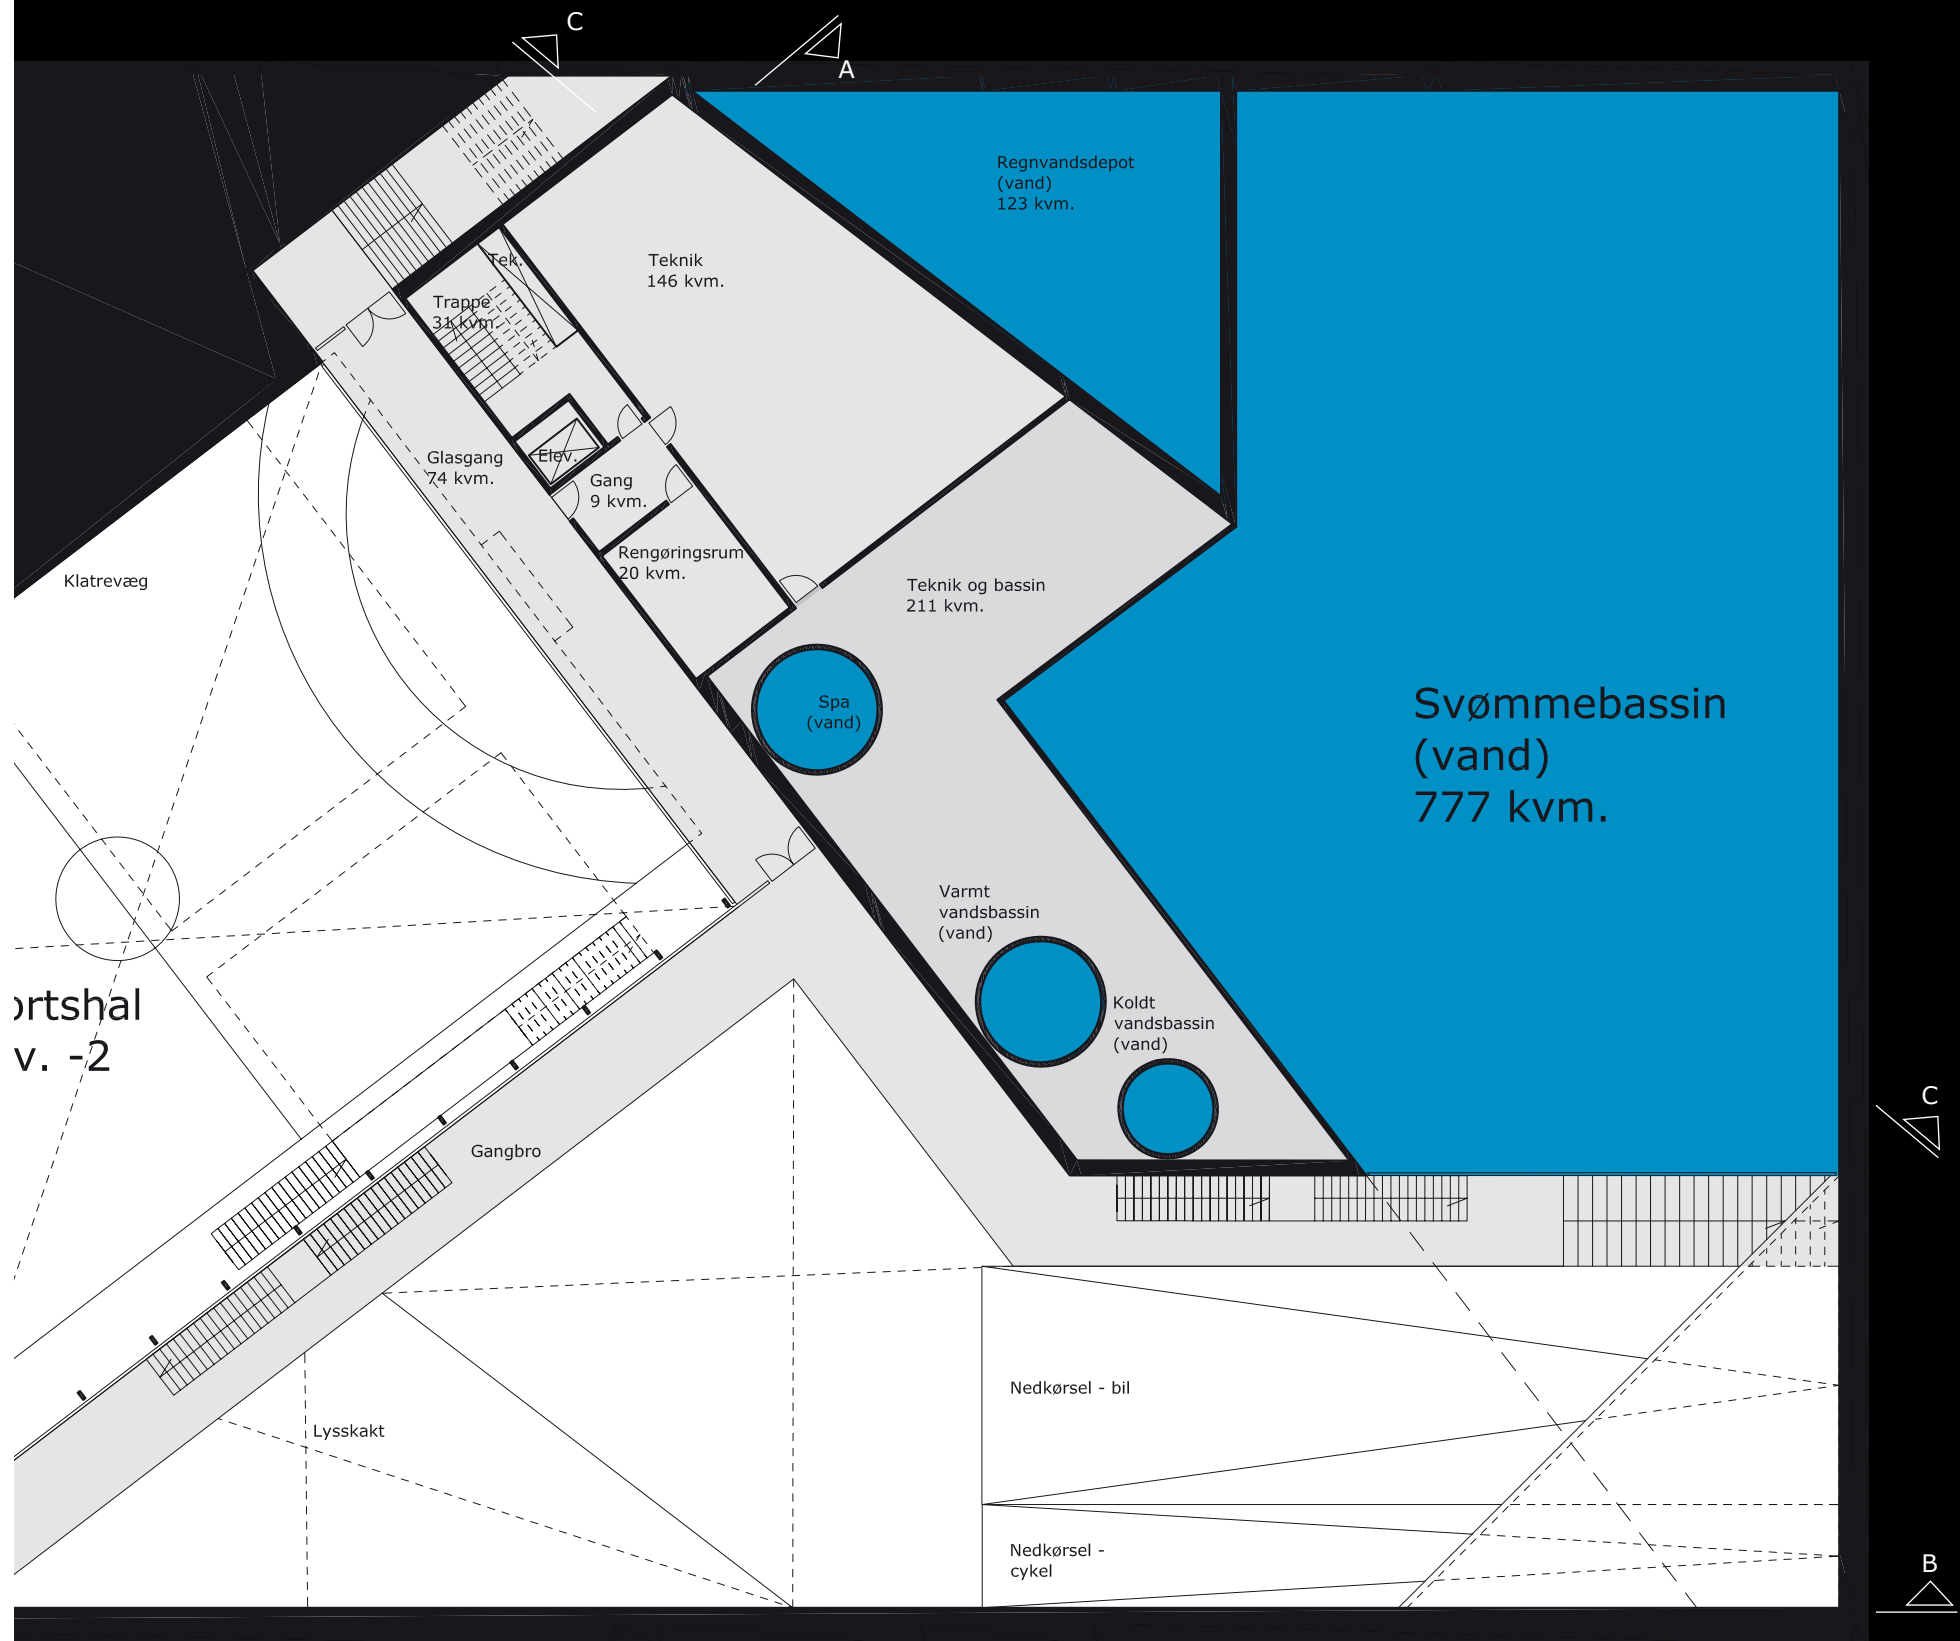 C
A
Regnvandsdepot
(vand)
123 kvm.
Tek.
Teknik
146 kvm.
Trappe
31 kvm.
Glasgang
74 kvm.
Elev.
Gang
9 kvm.
Rengøringsrum
20 kvm.
Klatrevæg
Teknik og bassin
211 kvm.
Spa
(vand)
Svømmebassin
(vand)
777 kvm.
Varmt
vandsbassin
(vand)
Koldt
vandsbassin
(vand)
ortshal
v. -2
Gangbro
C
Nedkørsel - bil
Lysskakt
Nedkørsel -
cykel
B